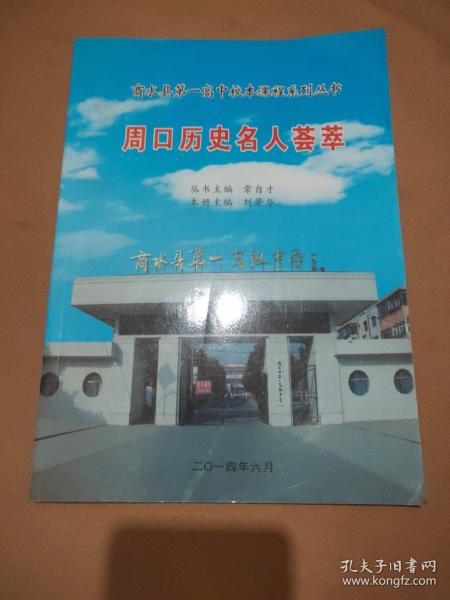 商水县第一高中校本课程系列丛书
周口历史名人荟萃
丛书主编 常自才
本册主编 刘景华
商水县第一高级中学
二〇一四年六月
孔夫子旧书网
www.kongfz.com